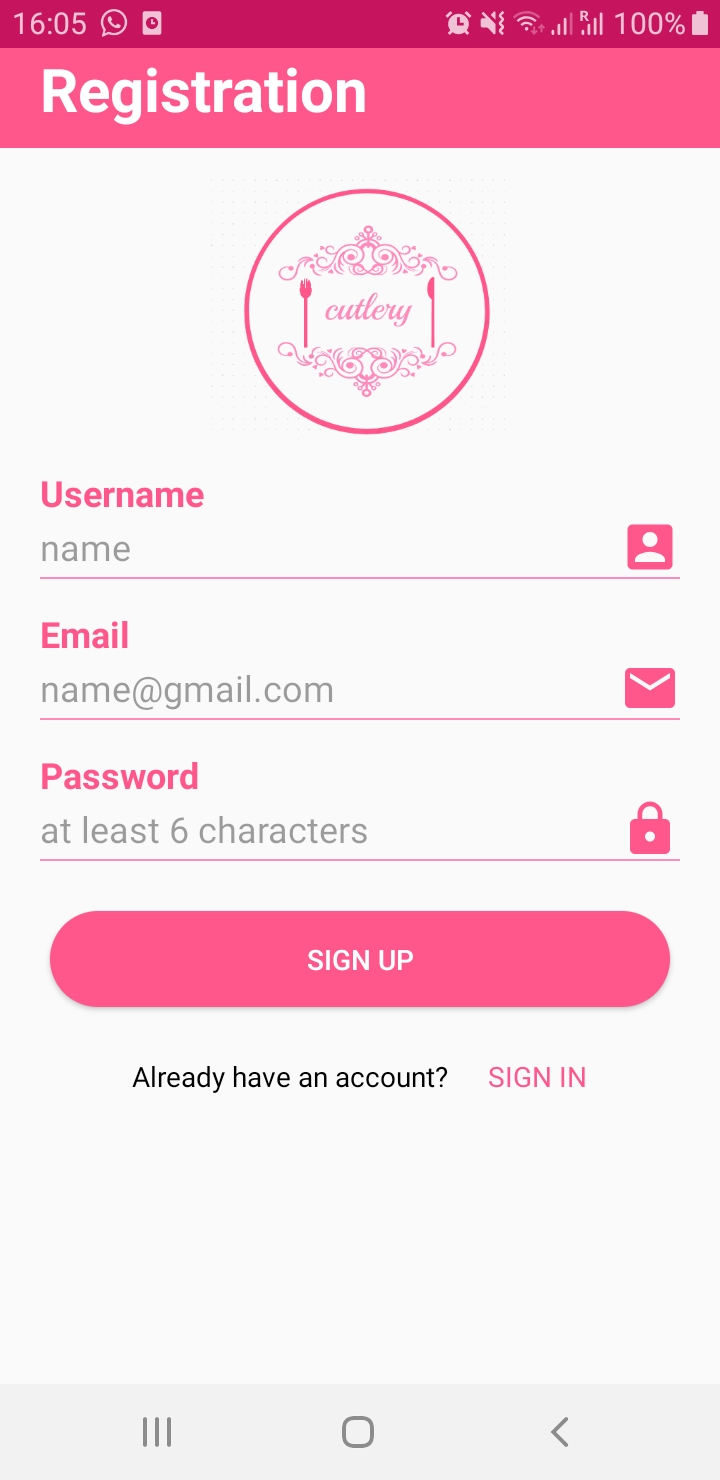 16:05 R 100%
Registration
cutlery
Username
name
Email
name@gmail.com
Password
at least 6 characters
SIGN UP
Already have an account? SIGN IN